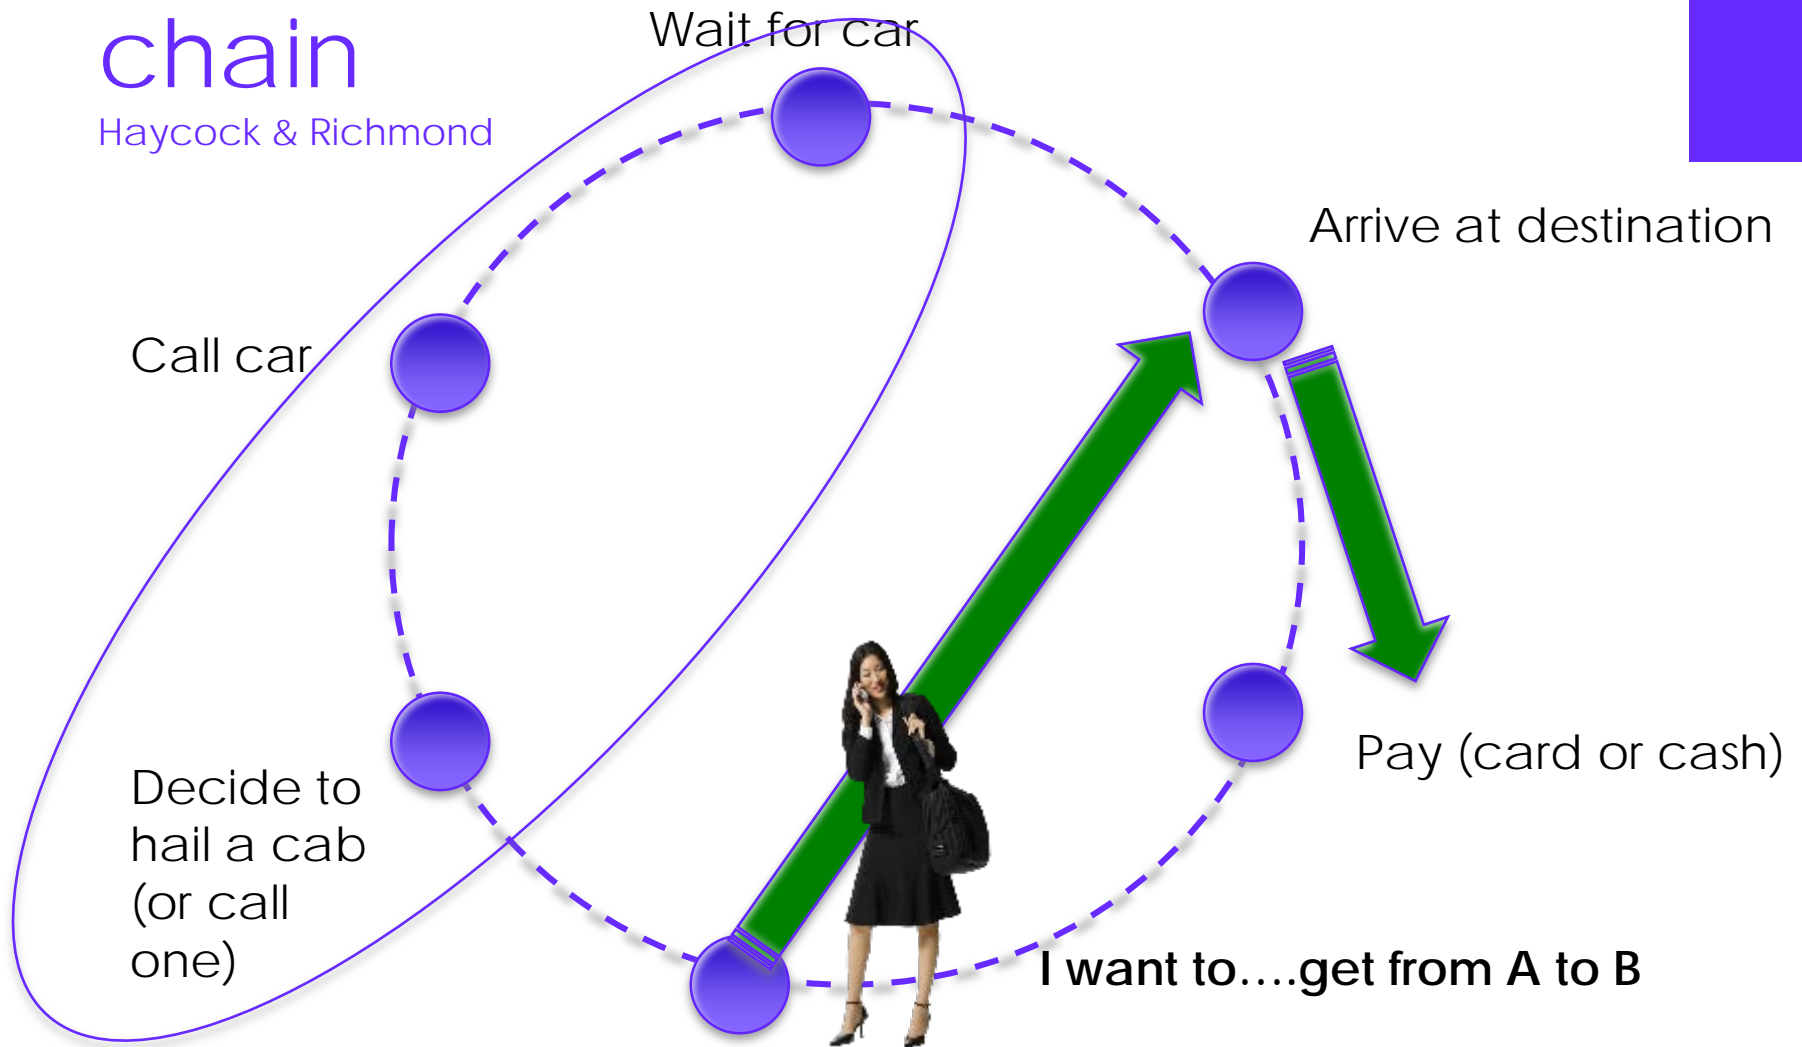 chain
Haycock & Richmond
Wait for car
Arrive at destination
Call car
Pay (card or cash)
Decide to
hail a cab
(or call
one)
I want to....get from A to B